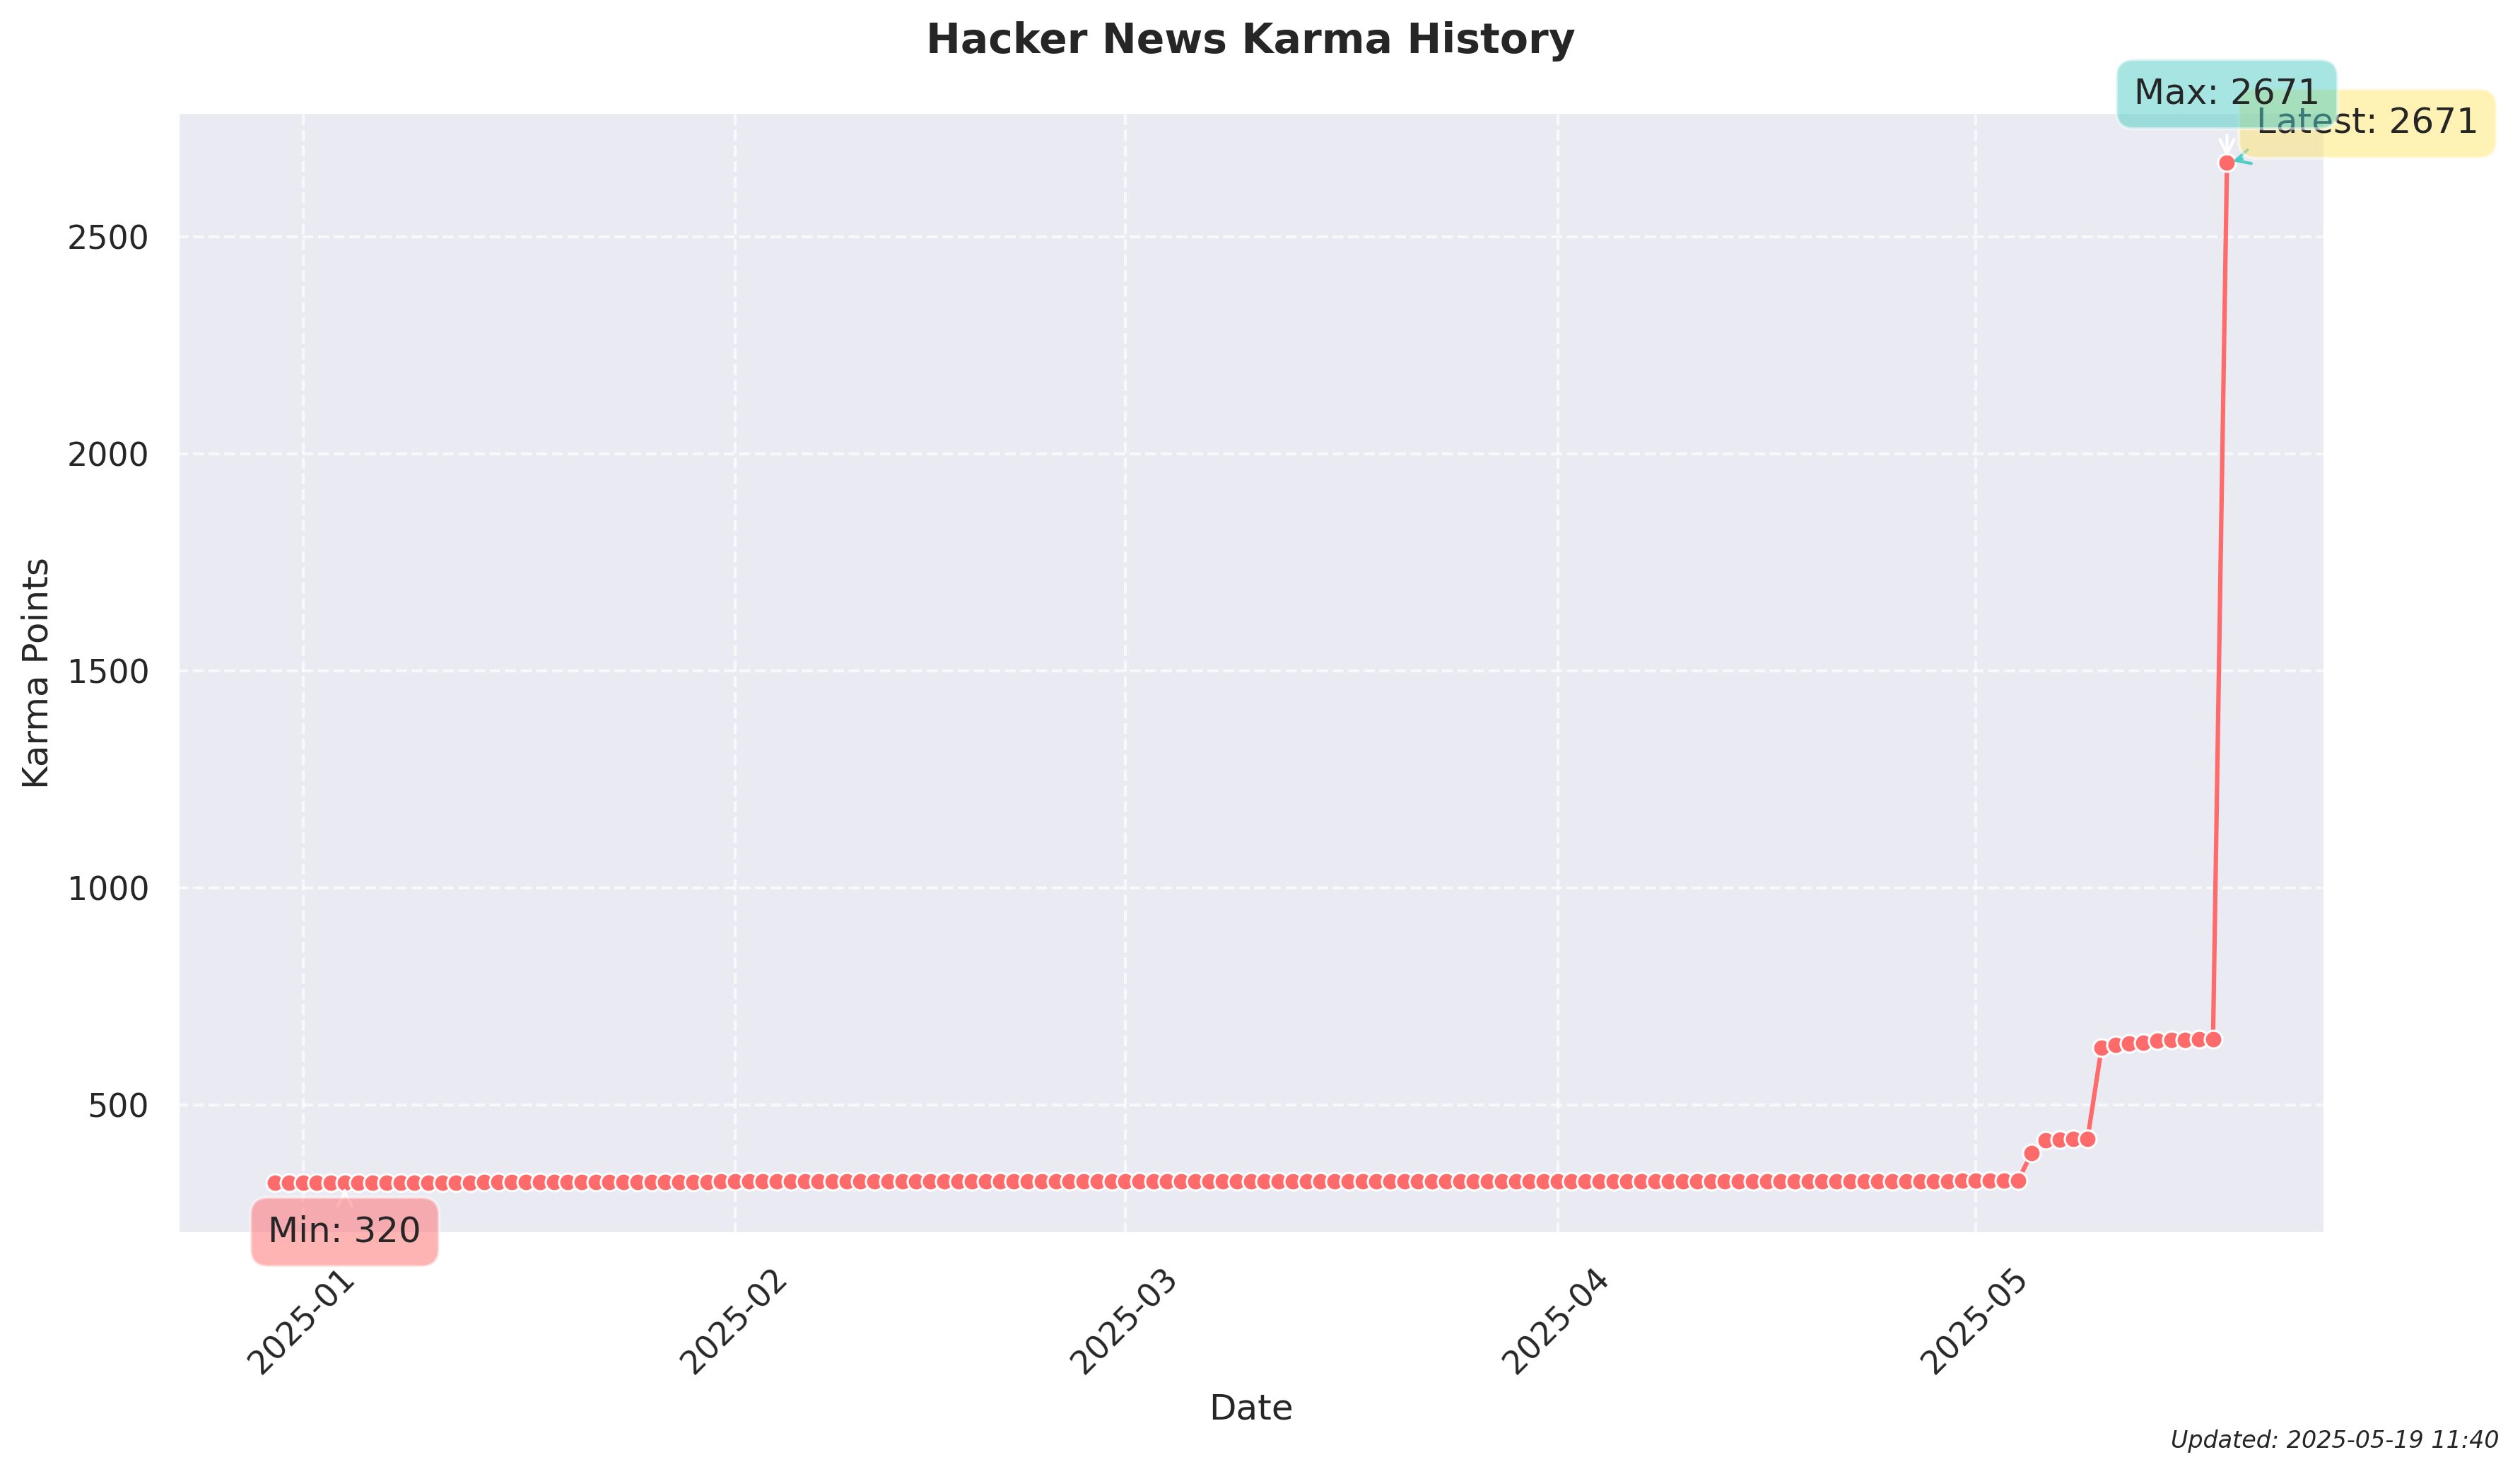 Hacker News Karma History
Max: 2671
Latest: 2671
2500
2000
1500
1000
500
Karma Points
Min: 320
2025-01
2025-02
2025-03
2025-04
2025-05
Date
Updated: 2025-05-19 11:40